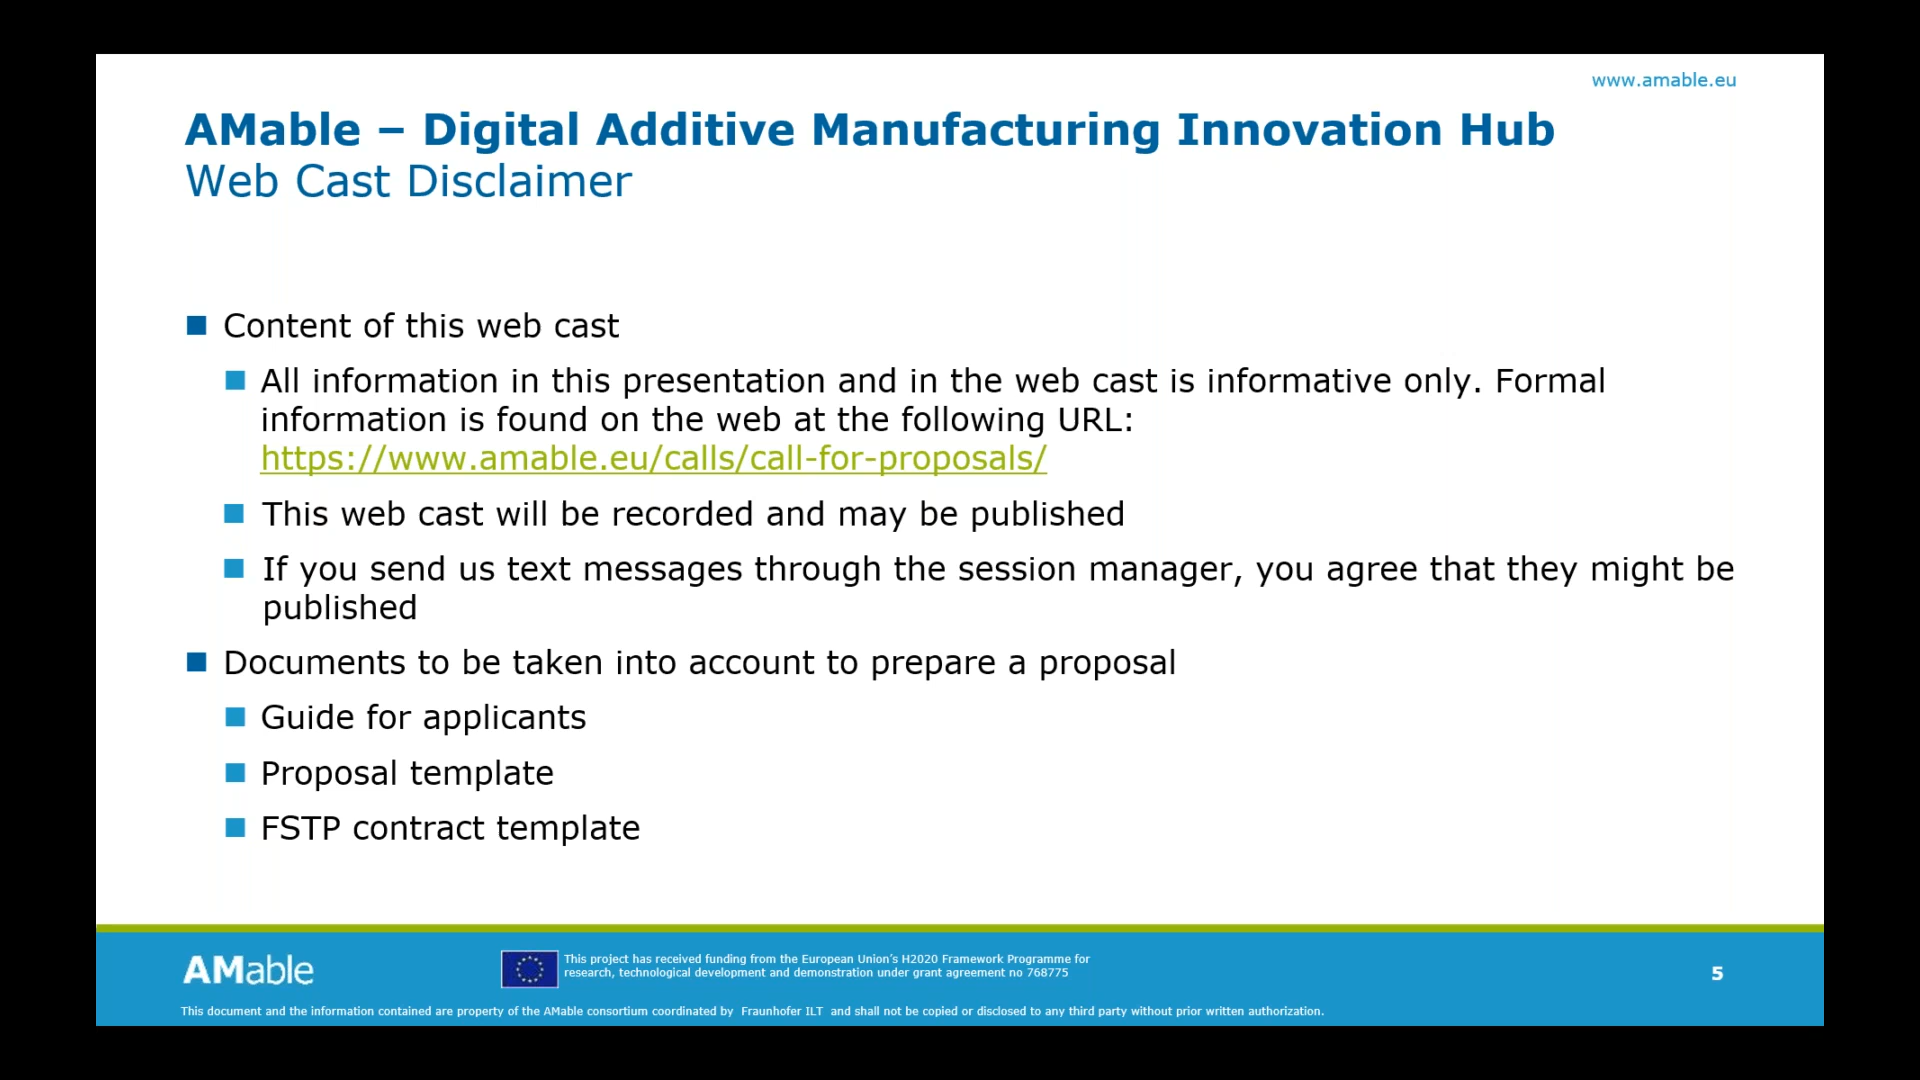 www.amable.eu
AMable – Digital Additive Manufacturing Innovation Hub
Web Cast Disclaimer
Content of this web cast
All information in this presentation and in the web cast is informative only. Formal
information is found on the web at the following URL:
https://www.amable.eu/calls/call-for-proposals/
This web cast will be recorded and may be published
If you send us text messages through the session manager, you agree that they might be
published
Documents to be taken into account to prepare a proposal
Guide for applicants
Proposal template
FSTP contract template
AMable
This project has received funding from the European Union’s H2020 Framework Programme for
research, technological development and demonstration under grant agreement no 768775
5
This document and the information contained are property of the AMable consortium coordinated by Fraunhofer ILT and shall not be copied or disclosed to any third party without prior written authorization.